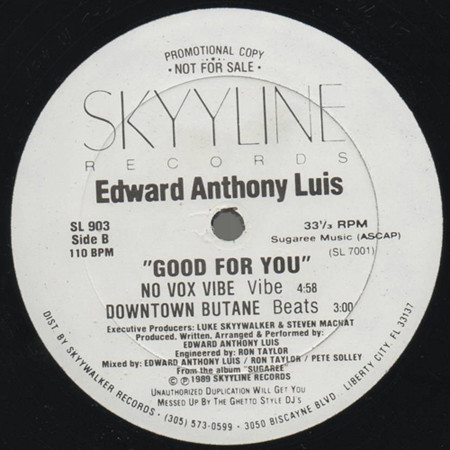 PROMOTIONAL COPY
• NOT FOR SALE •
SKYYLINE
RECORDS
Edward Anthony Luis
SL 903
Side B
110 BPM
33⅓ RPM
Sugaree Music (ASCAP)
(SL 7001)
"GOOD FOR YOU"
NO VOX VIBE Vibe 4:58
DOWNTOWN BUTANE Beats 3:00
Executive Producers: LUKE SKYYWALKER & STEVEN MACHAT
Produced, Written, Arranged & Performed by:
EDWARD ANTHONY LUIS
Engineered by: RON TAYLOR
Mixed by: EDWARD ANTHONY LUIS / RON TAYLOR / PETE SOLLEY
From the album "SUGAREE"
© ℗ 1989 SKYYLINE RECORDS
UNAUTHORIZED DUPLICATION WILL GET YOU
MESSED UP BY THE GHETTO STYLE DJ's
DIST. BY SKYYWALKER RECORDS • (305) 573-0599 • 3050 BISCAYNE BLVD. LIBERTY CITY, FL 33137